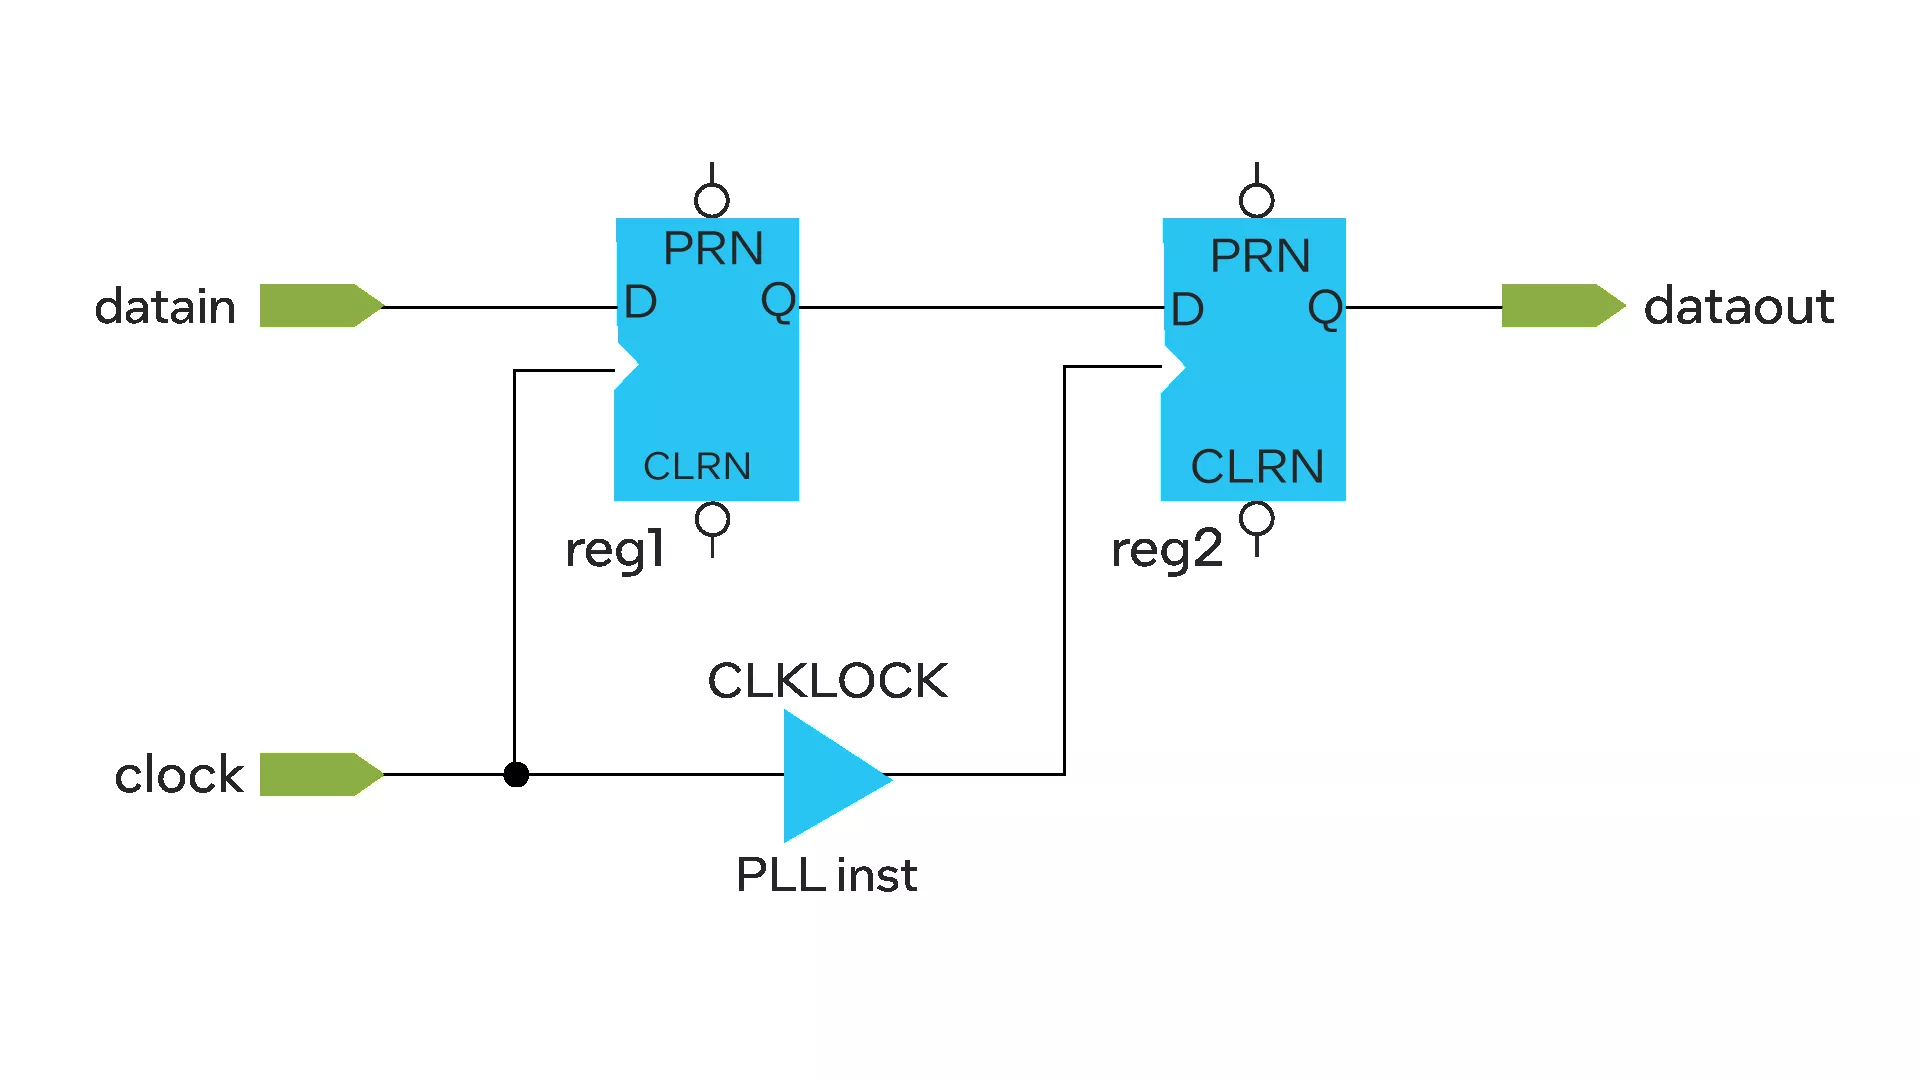 PRN
PRN
datain
D
Q
D
Q
dataout
CLRN
CLRN
reg1
reg2
CLKLOCK
clock
PLL inst